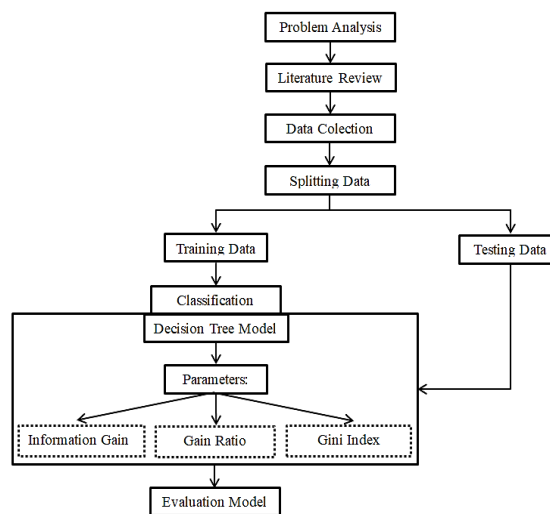 Problem Analysis
Literature Review
Data Colection
Splitting Data
Training Data
Testing Data
Classification
Decision Tree Model
Parameters:
Information Gain
Gain Ratio
Gini Index
Evaluation Model